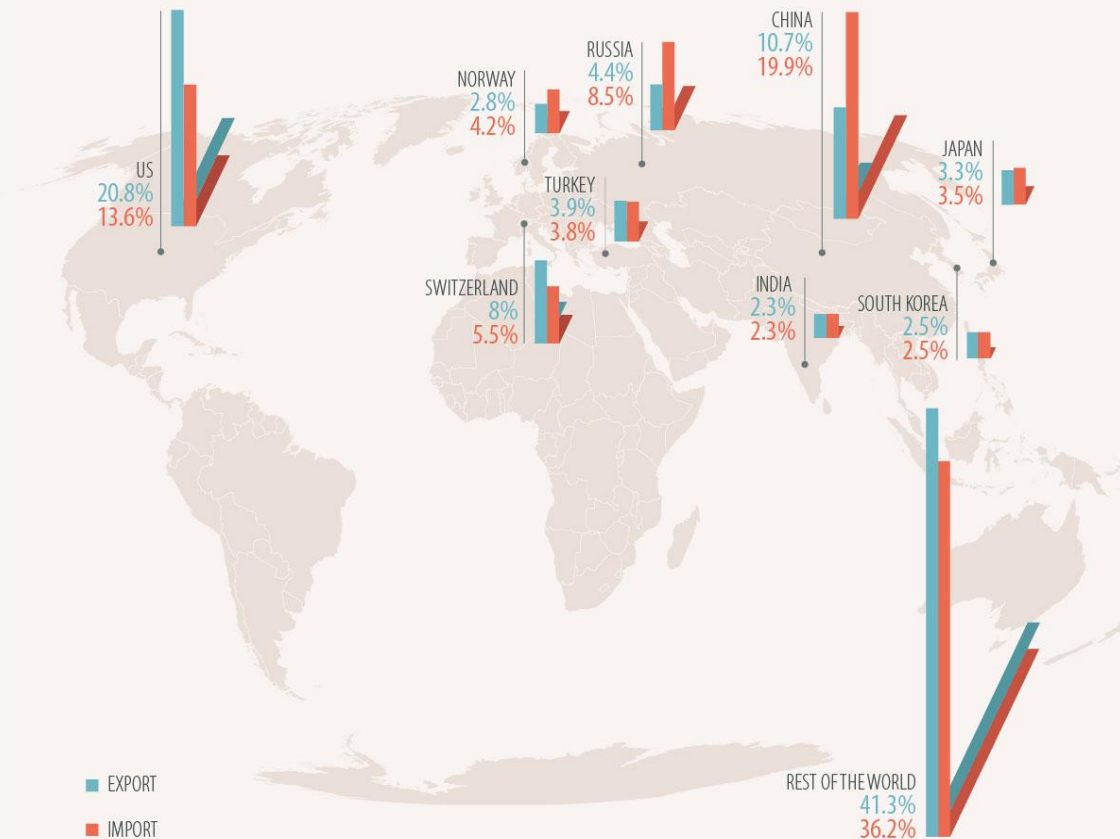 CHINA
10.7%
19.9%
RUSSIA
4.4%
8.5%
NORWAY
2.8%
4.2%
JAPAN
3.3%
3.5%
US
20.8%
13.6%
TURKEY
3.9%
3.8%
SWITZERLAND
8%
5.5%
INDIA
2.3%
2.3%
SOUTH KOREA
2.5%
2.5%
REST OF THE WORLD
41.3%
36.2%
EXPORT
IMPORT